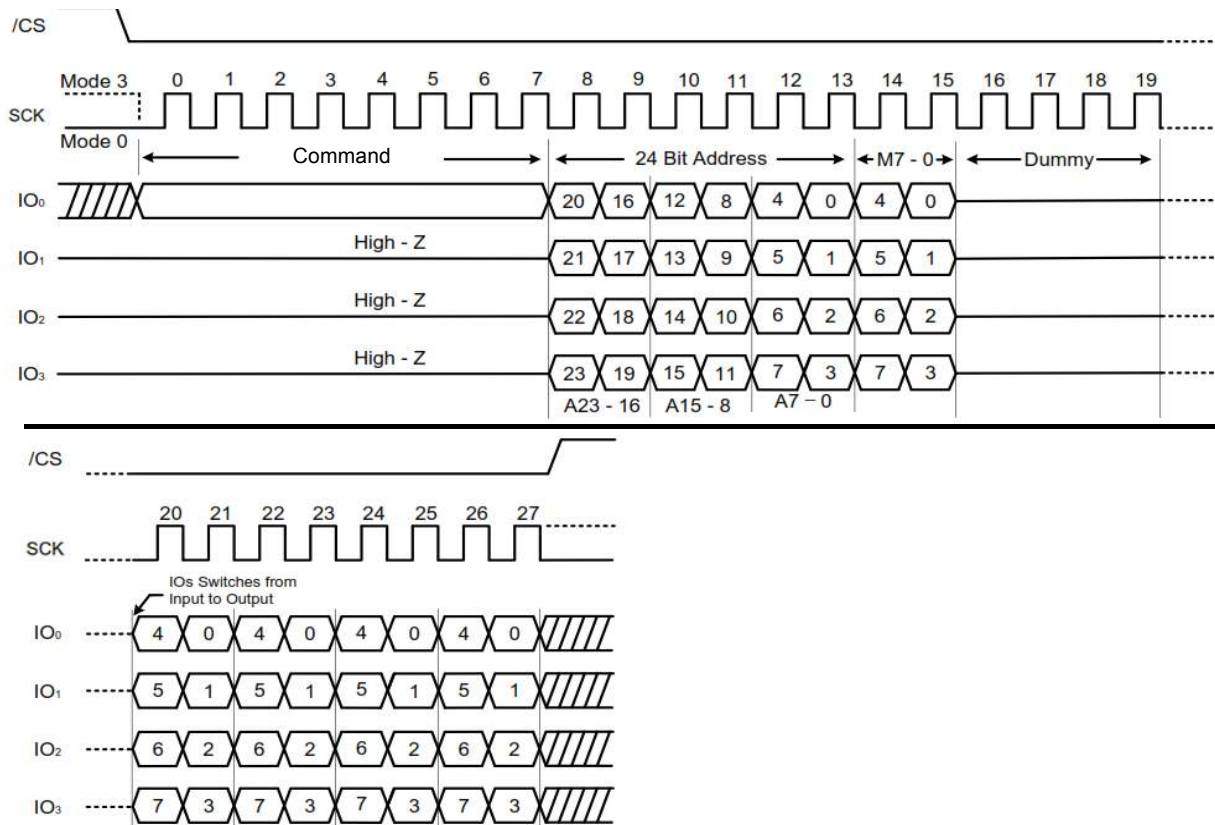 /CS
Mode 3 0 1 2 3 4 5 6 7 8 9 10 11 12 13 14 15 16 17 18 19
SCK
Mode 0
Command 24 Bit Address M7 - 0 Dummy
IO0 20 16 12 8 4 0 4 0
High - Z
IO1 21 17 13 9 5 1 5 1
High - Z
IO2 22 18 14 10 6 2 6 2
High - Z
IO3 23 19 15 11 7 3 7 3
A23 - 16 A15 - 8 A7 – 0
/CS
20 21 22 23 24 25 26 27
SCK
IOs Switches from
Input to Output
IO0 4 0 4 0 4 0 4 0
IO1 5 1 5 1 5 1 5 1
IO2 6 2 6 2 6 2 6 2
IO3 7 3 7 3 7 3 7 3